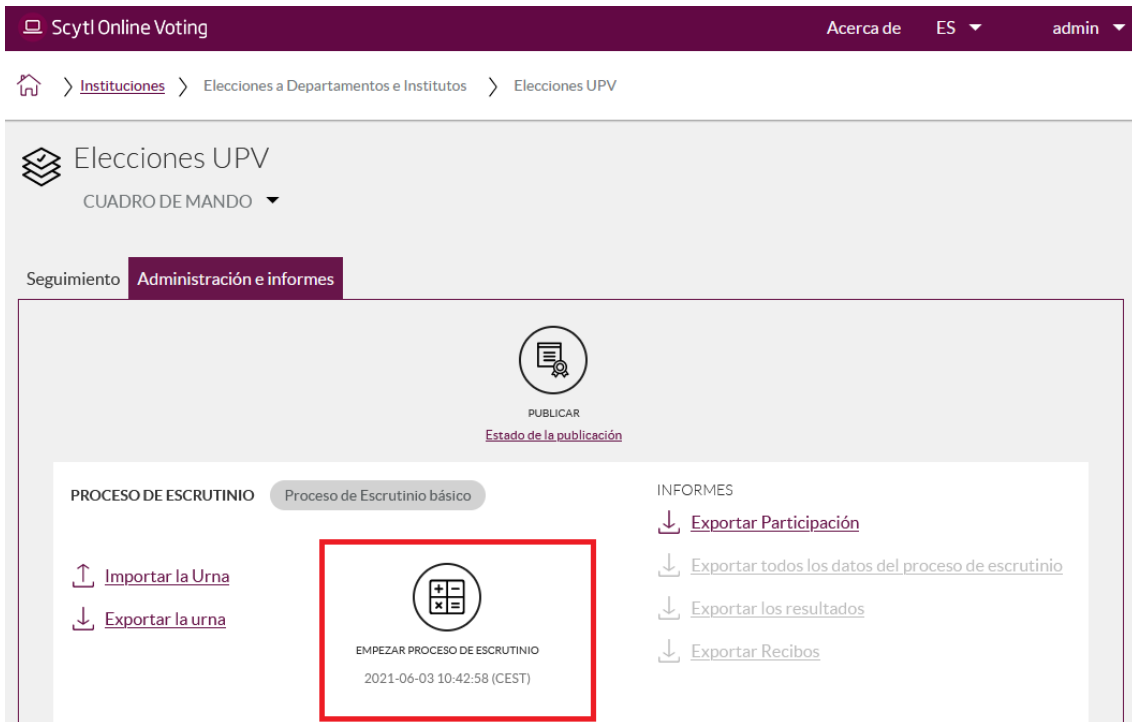 Scytl Online Voting
Acerca de ES admin
Instituciones Elecciones a Departamentos e Institutos Elecciones UPV
Elecciones UPV
CUADRO DE MANDO
Seguimiento Administración e informes
PUBLICAR
Estado de la publicación
PROCESO DE ESCRUTINIO Proceso de Escrutinio básico
Importar la Urna
Exportar la urna
EMPEZAR PROCESO DE ESCRUTINIO
2021-06-03 10:42:58 (CEST)
INFORMES
Exportar Participación
Exportar todos los datos del proceso de escrutinio
Exportar los resultados
Exportar Recibos